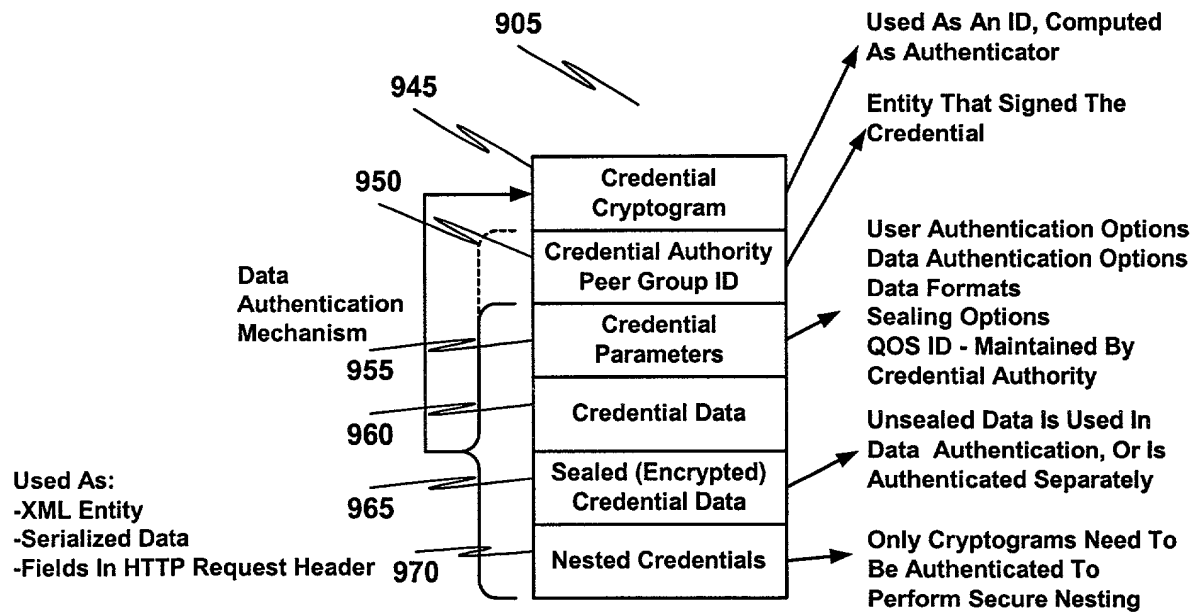 905
Used As An ID, Computed
As Authenticator
945
Entity That Signed The
Credential
950
Credential
Cryptogram
Credential Authority
Peer Group ID
User Authentication Options
Data Authentication Options
Data Formats
Sealing Options
QOS ID - Maintained By
Credential Authority
Data
Authentication
Mechanism
955
Credential
Parameters
960
Credential Data
Unsealed Data Is Used In
Data Authentication, Or Is
Authenticated Separately
965
Sealed (Encrypted)
Credential Data
Used As:
-XML Entity
-Serialized Data
-Fields In HTTP Request Header
970
Nested Credentials
Only Cryptograms Need To
Be Authenticated To
Perform Secure Nesting